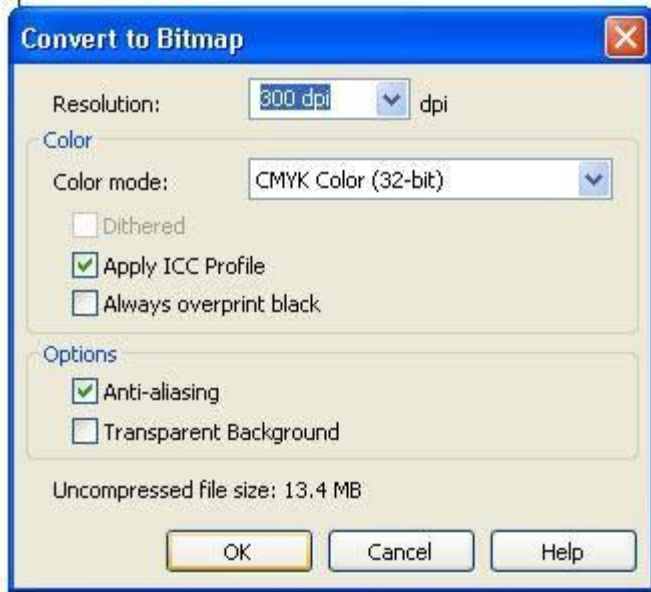 Convert to Bitmap
Resolution: 300 dpi dpi
Color
Color mode: CMYK Color (32-bit)
Dithered
Apply ICC Profile
Always overprint black
Options
Anti-aliasing
Transparent Background
Uncompressed file size: 13.4 MB
OK Cancel Help